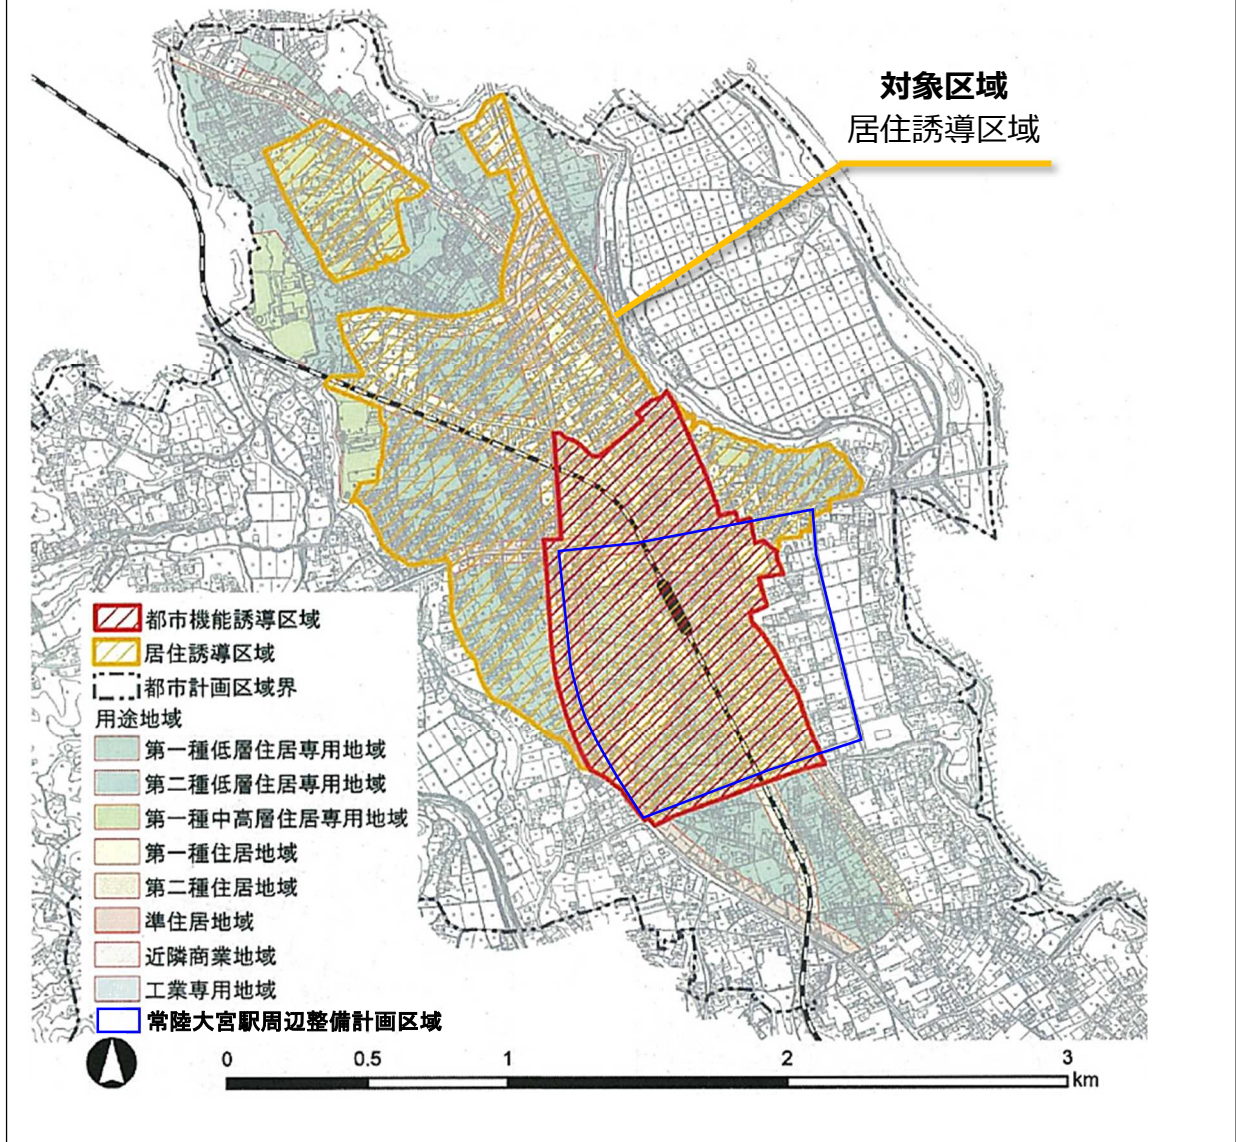 対象区域
居住誘導区域
都市機能誘導区域
居住誘導区域
都市計画区域界
用途地域
第一種低層住居専用地域
第二種低層住居専用地域
第一種中高層住居専用地域
第一種住居地域
第二種住居地域
準住居地域
近隣商業地域
工業専用地域
常陸大宮駅周辺整備計画区域
0 0.5 1 2 3
km